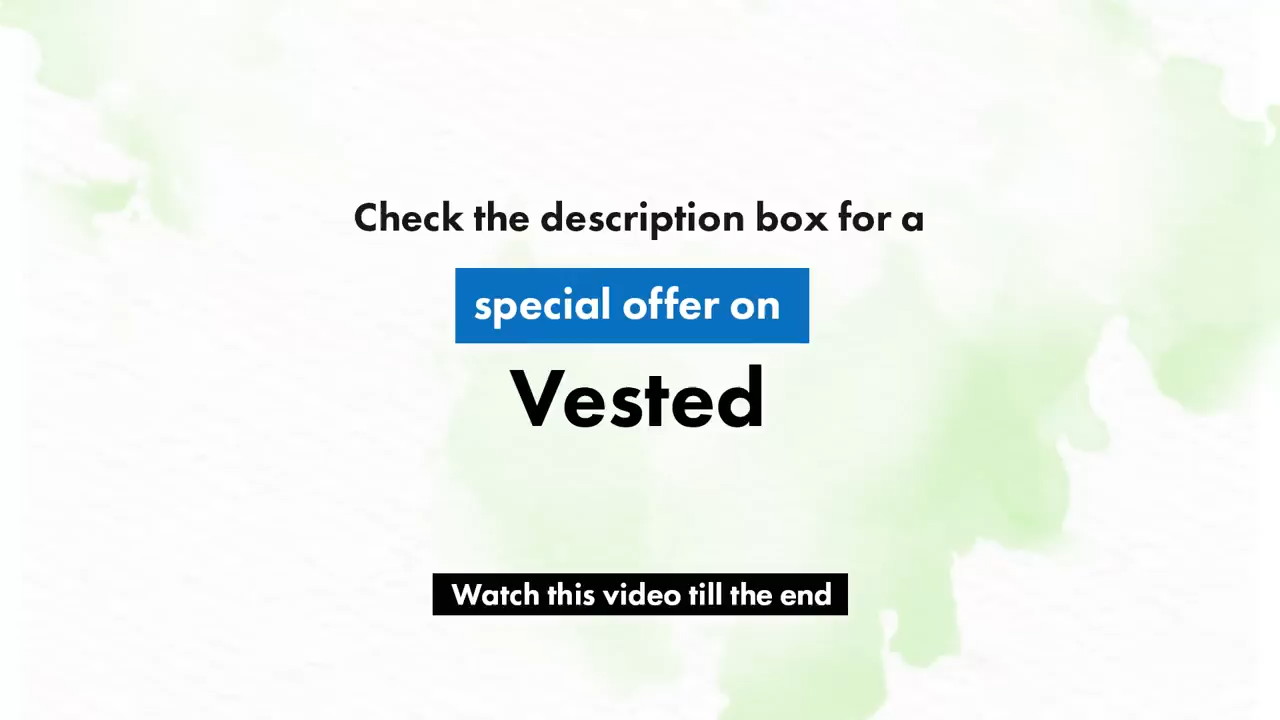 Check the description box for a
special offer on
Vested
Watch this video till the end